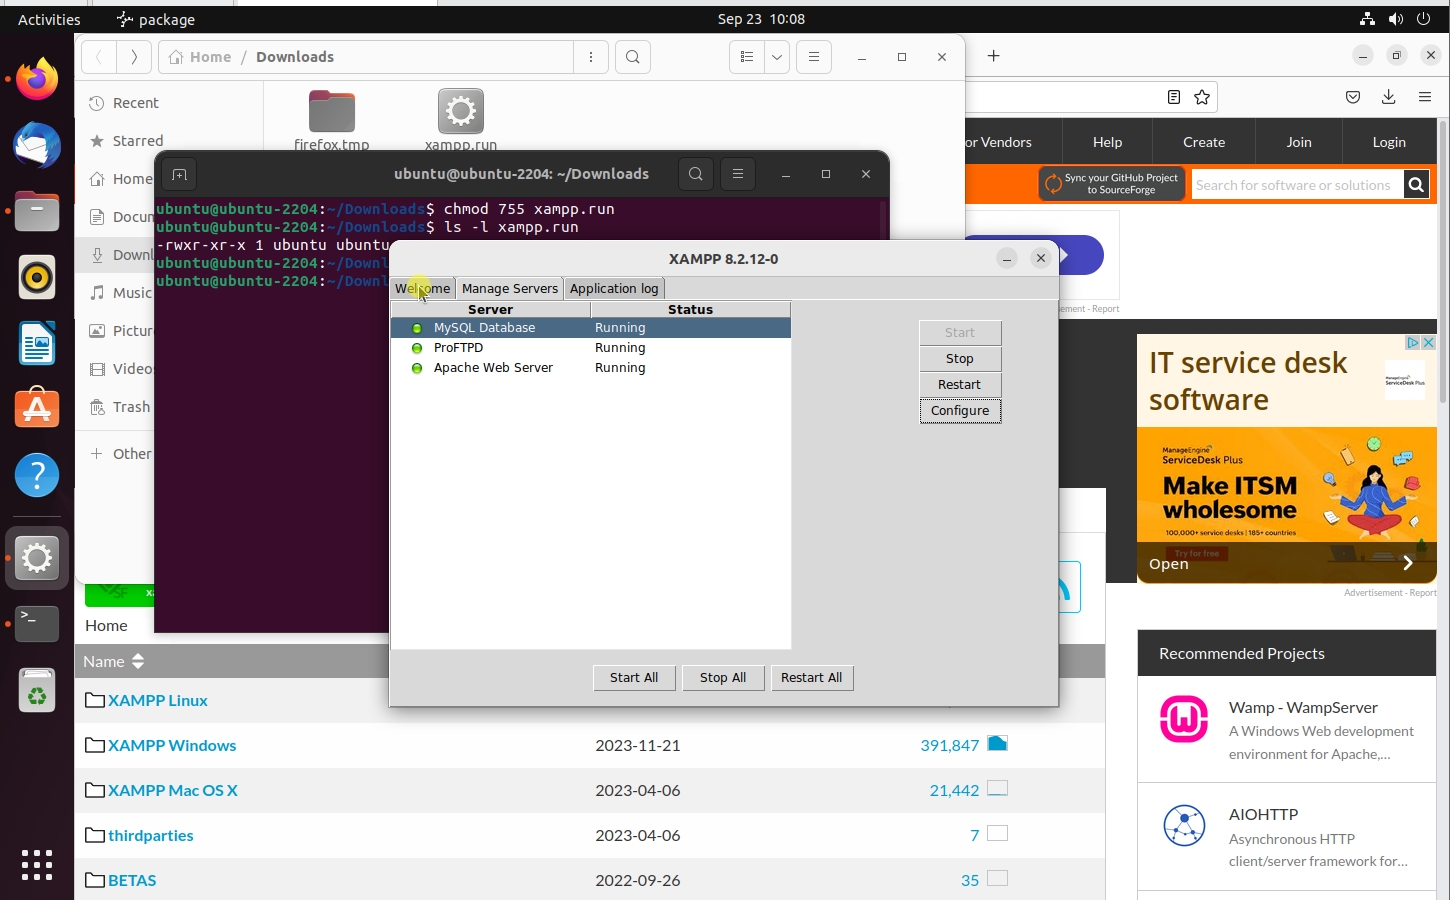 Activities
package
Sep 23 10:08
Home / Downloads
Recent
Starred
Home
Music
Trash
Other
firefox.tmp
xampp.run
ubuntu@ubuntu-2204: ~/Downloads
ubuntu@ubuntu-2204:~/Downloads$ chmod 755 xampp.run
ubuntu@ubuntu-2204:~/Downloads$ ls -l xampp.run
-rwxr-xr-x 1 ubuntu ubuntu
ubuntu@ubuntu-2204:~/Downl
ubuntu@ubuntu-2204:~/Downl
XAMPP 8.2.12-0
Welcome
Manage Servers
Application log
Server Status
MySQL Database Running
ProFTPD Running
Apache Web Server Running
Start
Stop
Restart
Configure
Start All
Stop All
Restart All
or Vendors
Help
Create
Join
Login
Sync your GitHub Project
to SourceForge
Search for software or solutions
ement - Report
IT service desk
software
ManageEngine
ServiceDesk Plus
ManageEngine
ServiceDesk Plus
Make ITSM
wholesome
100,000+ service desks | 185+ countries
Try for free
Open
Advertisement - Report
Home
Name
XAMPP Linux
XAMPP Windows 2023-11-21 391,847
XAMPP Mac OS X 2023-04-06 21,442
thirdparties 2023-04-06 7
BETAS 2022-09-26 35
Recommended Projects
Wamp - WampServer
A Windows Web development
environment for Apache,...
AIOHTTP
Asynchronous HTTP
client/server framework for...